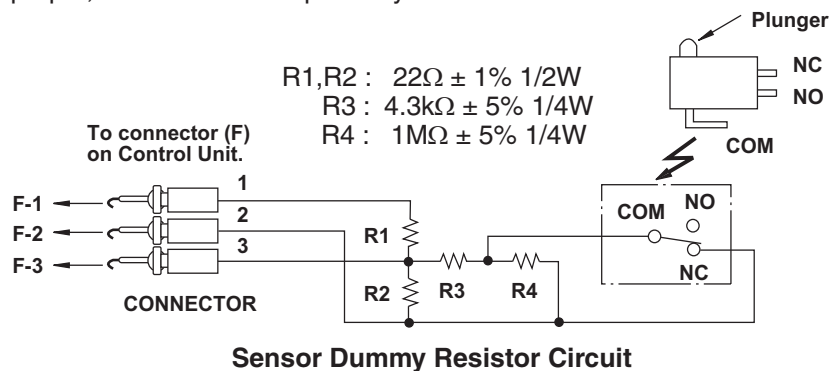 Plunger
R1,R2 : 22Ω ± 1% 1/2W
NC
R3 : 4.3kΩ ± 5% 1/4W
NO
R4 : 1MΩ ± 5% 1/4W
To connector (F)
on Control Unit.
COM
1
F-1
2
F-2
3
F-3
R1
COM
NO
R2
R3
R4
NC
CONNECTOR
Sensor Dummy Resistor Circuit